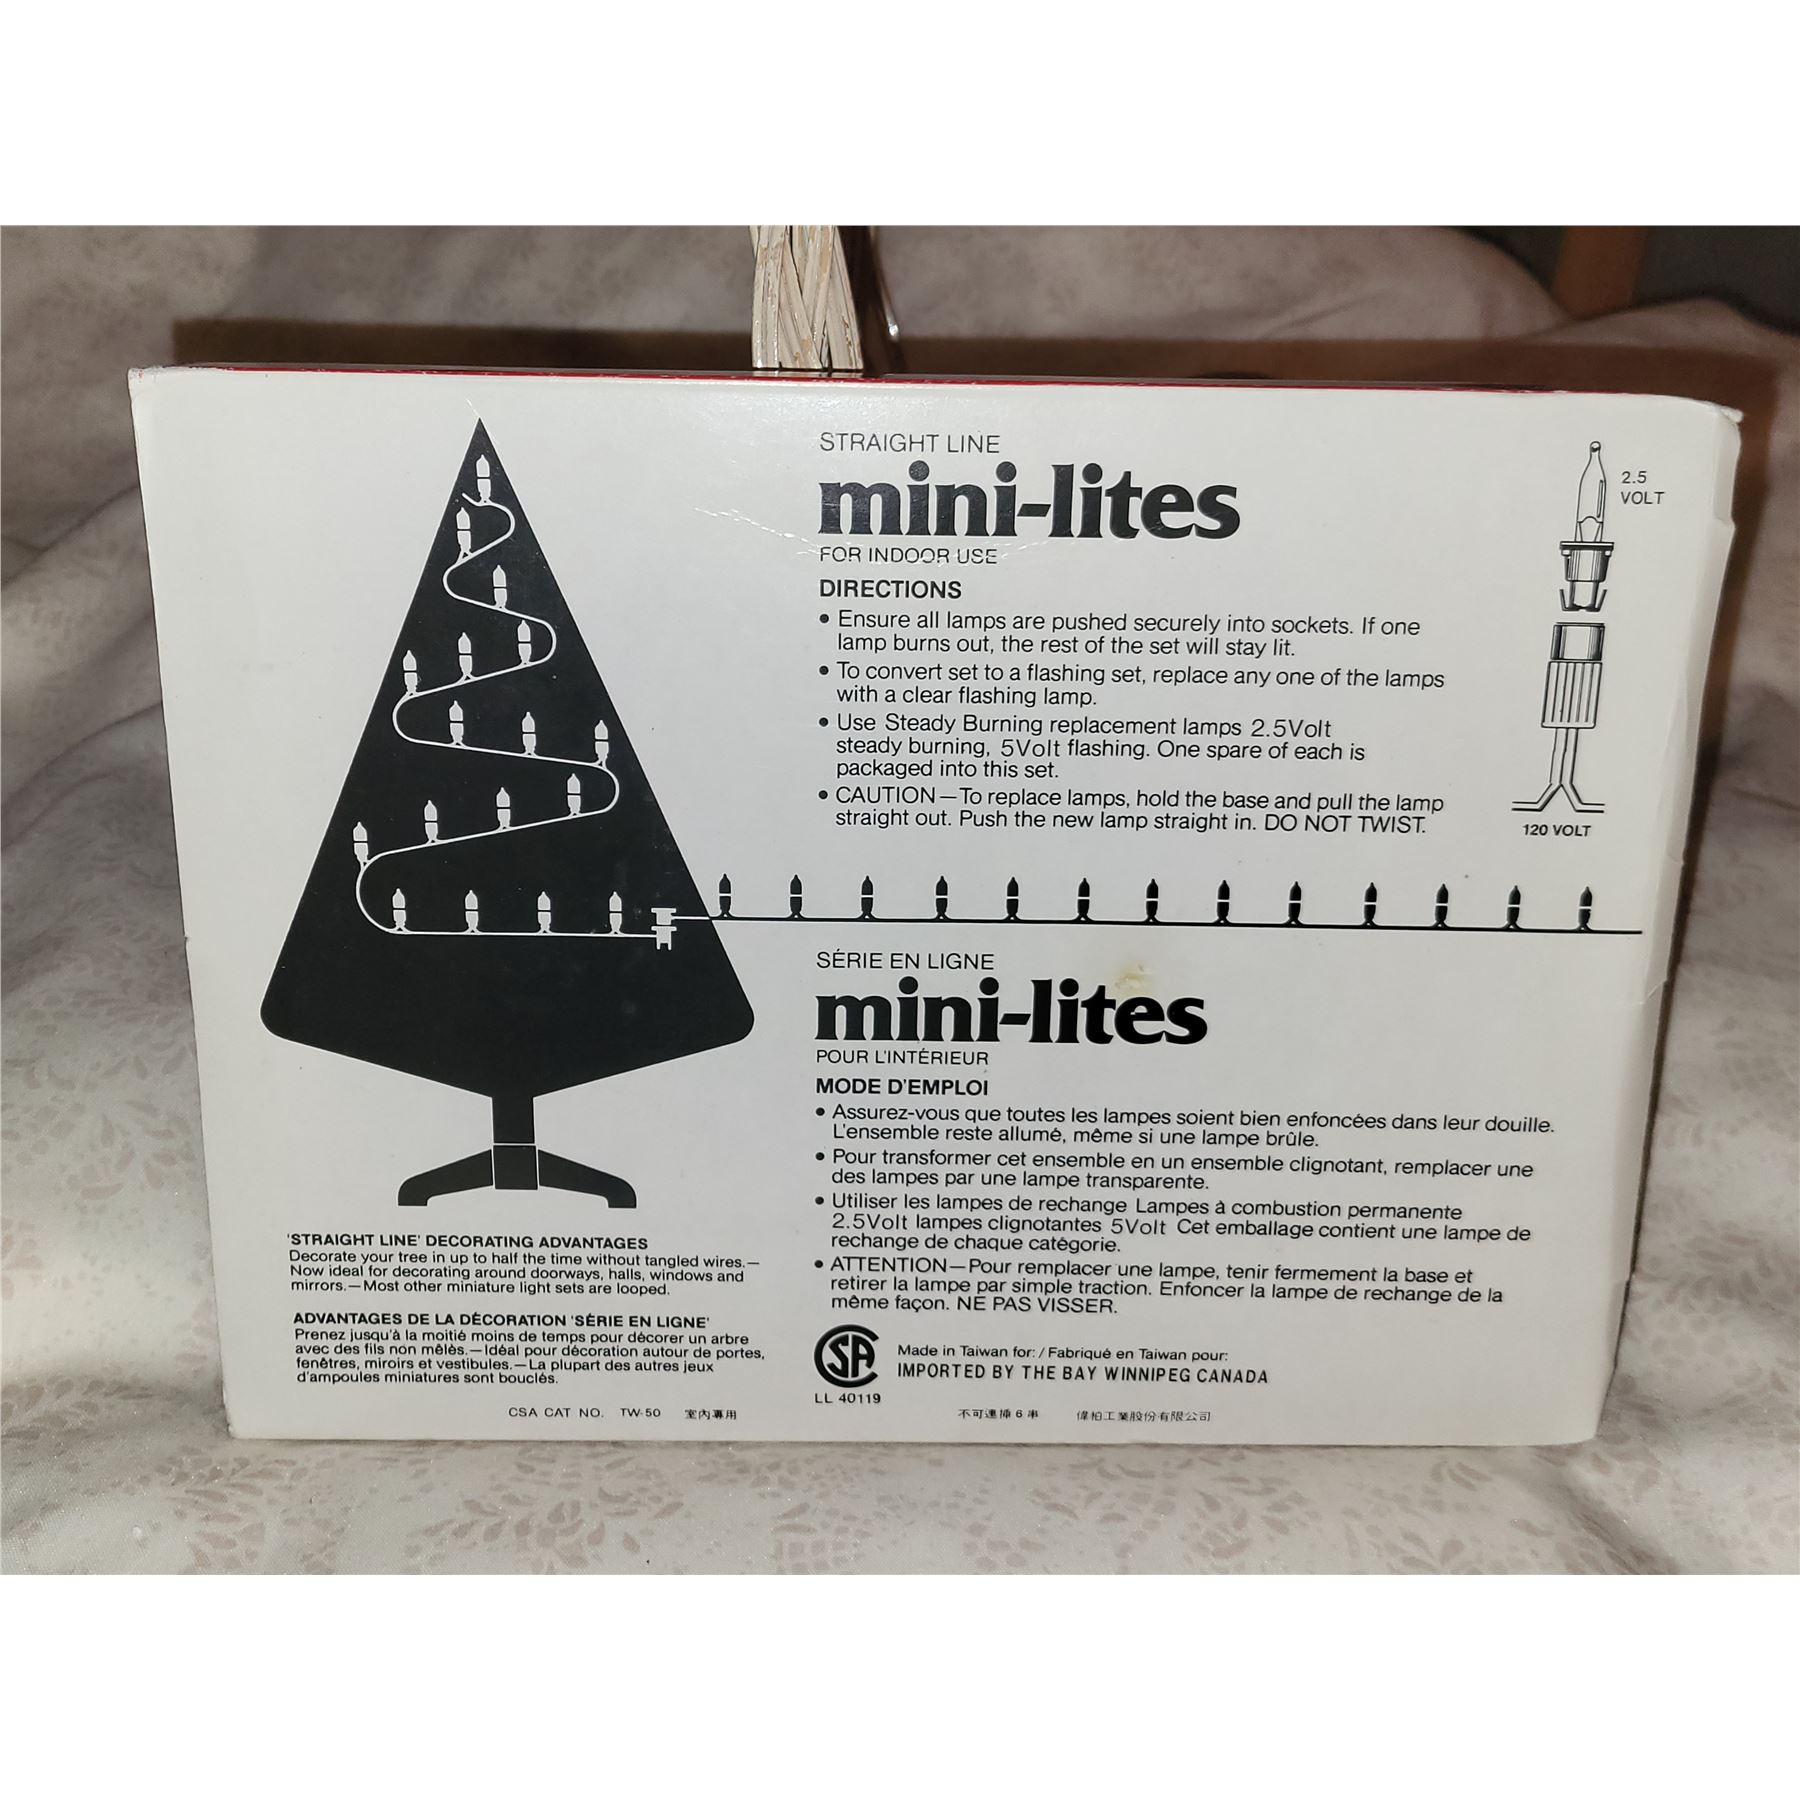 STRAIGHT LINE
mini-lites
FOR INDOOR USE
DIRECTIONS
• Ensure all lamps are pushed securely into sockets. If one
lamp burns out, the rest of the set will stay lit.
• To convert set to a flashing set, replace any one of the lamps
with a clear flashing lamp.
• Use Steady Burning replacement lamps 2.5Volt
steady burning, 5Volt flashing. One spare of each is
packaged into this set.
• CAUTION—To replace lamps, hold the base and pull the lamp
straight out. Push the new lamp straight in. DO NOT TWIST.
2.5
VOLT
120 VOLT
SÉRIE EN LIGNE
mini-lites
POUR L'INTÉRIEUR
MODE D'EMPLOI
• Assurez-vous que toutes les lampes soient bien enfoncées dans leur douille.
L'ensemble reste allumé, même si une lampe brûle.
• Pour transformer cet ensemble en un ensemble clignotant, remplacer une
des lampes par une lampe transparente.
• Utiliser les lampes de rechange Lampes à combustion permanente
2.5Volt lampes clignotantes 5Volt Cet emballage contient une lampe de
rechange de chaque catégorie.
• ATTENTION—Pour remplacer une lampe, tenir fermement la base et
retirer la lampe par simple traction. Enfoncer la lampe de rechange de la
même façon. NE PAS VISSER.
'STRAIGHT LINE' DECORATING ADVANTAGES
Decorate your tree in up to half the time without tangled wires.—
Now ideal for decorating around doorways, halls, windows and
mirrors.—Most other miniature light sets are looped.
ADVANTAGES DE LA DÉCORATION 'SÉRIE EN LIGNE'
Prenez jusqu'à la moitié moins de temps pour décorer un arbre
avec des fils non mêlés.—Idéal pour décoration autour de portes,
fenêtres, miroirs et vestibules.—La plupart des autres jeux
d'ampoules miniatures sont bouclés.
CSA
LL 40119
Made in Taiwan for: / Fabriqué en Taiwan pour:
IMPORTED BY THE BAY WINNIPEG CANADA
CSA CAT NO. TW-50 室內專用
不可連揷 6 串 偉柏工業股份有限公司